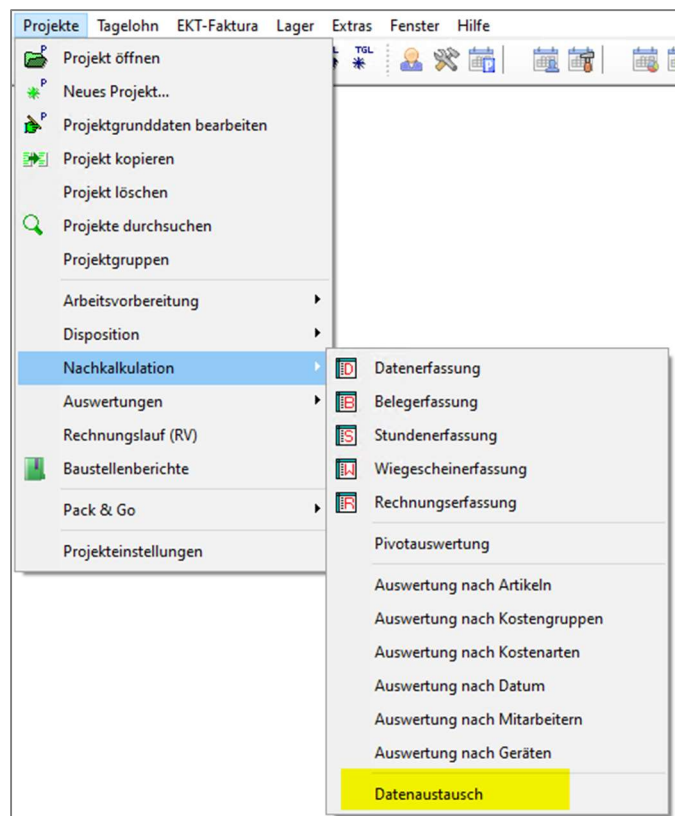 Projekte Tagelohn EKT-Faktura Lager Extras Fenster Hilfe
TGL
P Projekt öffnen
P Neues Projekt...
P Projektgrunddaten bearbeiten
Projekt kopieren
Projekt löschen
Projekte durchsuchen
Projektgruppen
Arbeitsvorbereitung
Disposition
Nachkalkulation
Auswertungen
Rechnungslauf (RV)
Baustellenberichte
Pack & Go
Projekteinstellungen
D Datenerfassung
B Belegerfassung
S Stundenerfassung
W Wiegescheinerfassung
R Rechnungserfassung
Pivotauswertung
Auswertung nach Artikeln
Auswertung nach Kostengruppen
Auswertung nach Kostenarten
Auswertung nach Datum
Auswertung nach Mitarbeitern
Auswertung nach Geräten
Datenaustausch